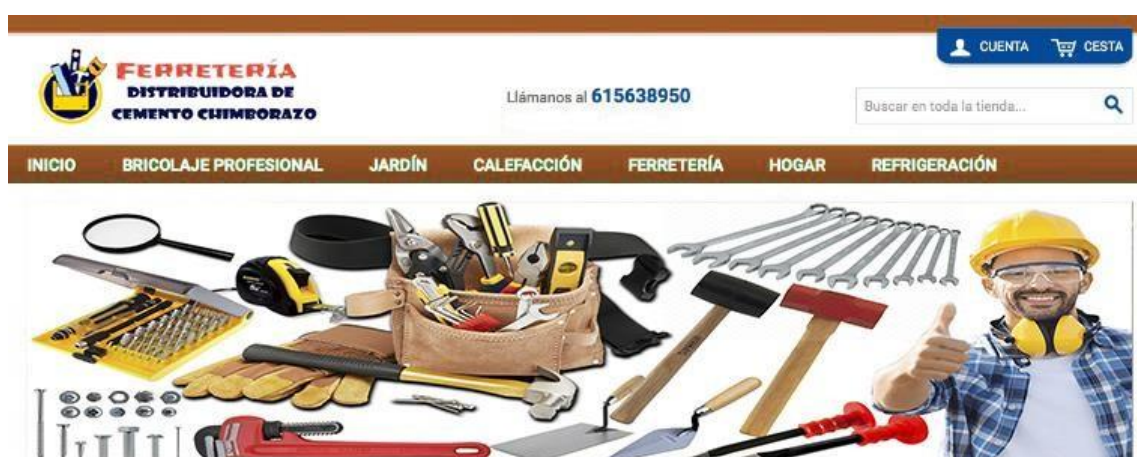 CUENTA CESTA
FERRETERÍA
DISTRIBUIDORA DE
CEMENTO CHIMBORAZO
Llámanos al 615638950
Buscar en toda la tienda...
INICIO BRICOLAJE PROFESIONAL JARDÍN CALEFACCIÓN FERRETERÍA HOGAR REFRIGERACIÓN